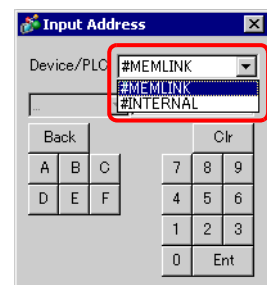 Input Address
Device/PLC #MEMLINK
#MEMLINK
#INTERNAL
Back Clr
A B C 7 8 9
D E F 4 5 6
1 2 3
0 Ent